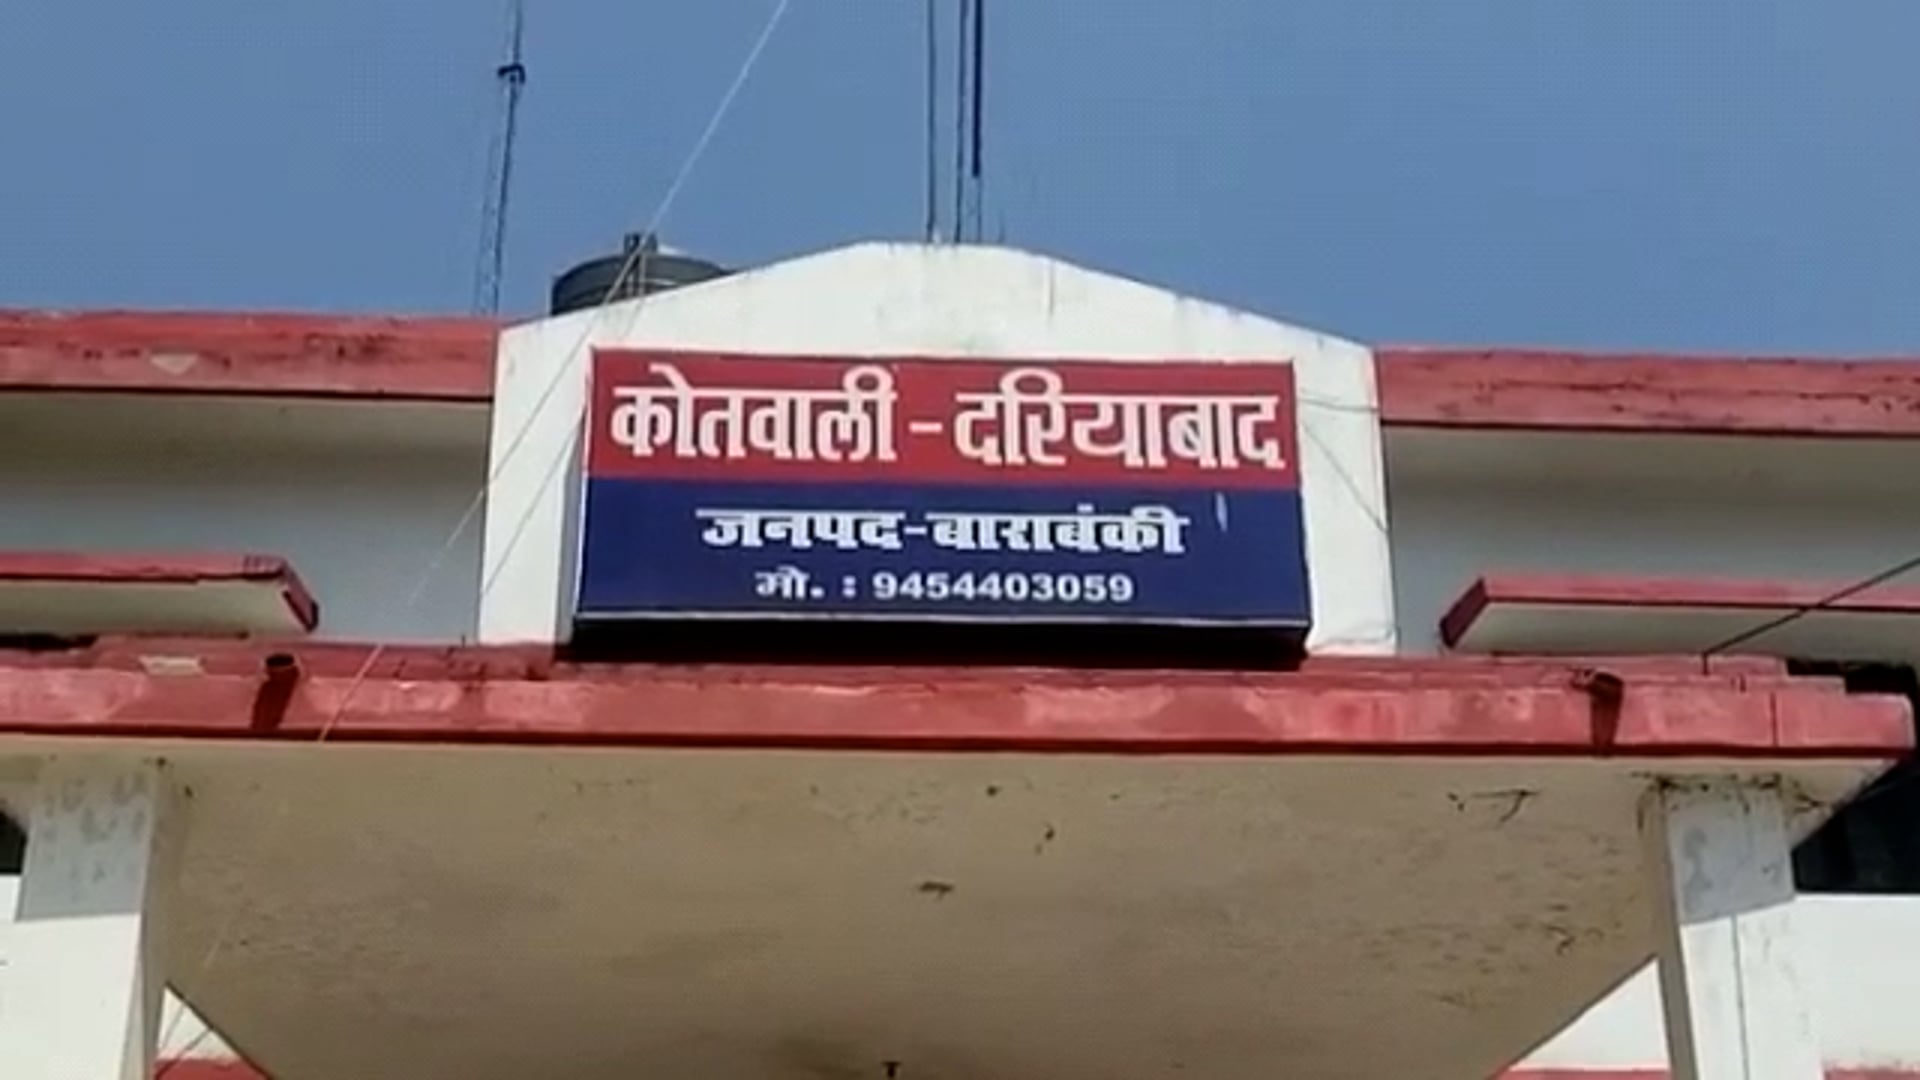 कोतवाली - दरियाबाद
जनपद-बाराबंकी
मो. : 9454403059